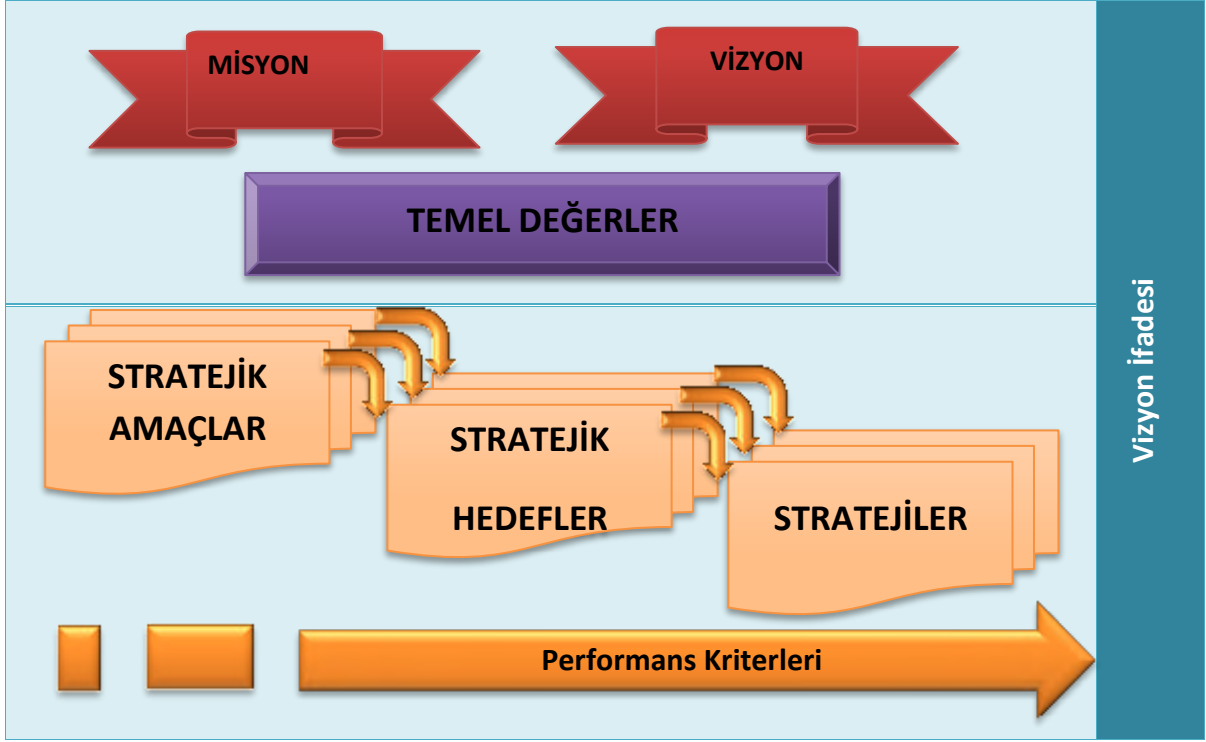 MİSYON
VİZYON
TEMEL DEĞERLER
STRATEJİK
AMAÇLAR
STRATEJİK
HEDEFLER
STRATEJİLER
Performans Kriterleri
Vizyon İfadesi